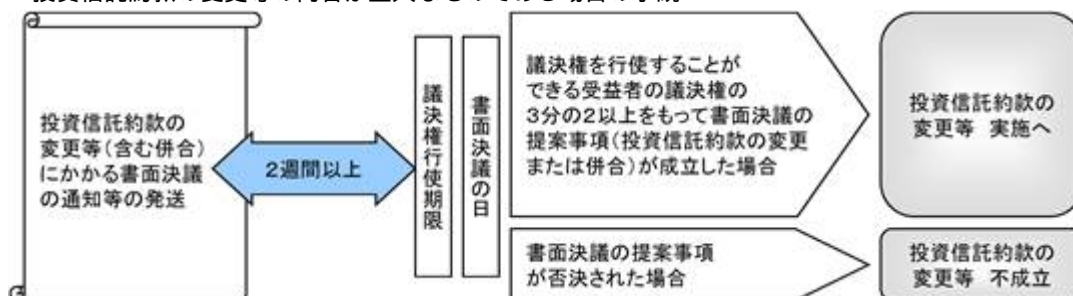 投資信託約款の
変更等(含む併合)
にかかる書面決議
の通知等の発送
2週間以上
議決権行使期限
書面決議の日
議決権を行使することが
できる受益者の議決権の
3分の2以上をもって書面決議の
提案事項(投資信託約款の変更
または併合)が成立した場合
投資信託約款の
変更等 実施へ
書面決議の提案事項
が否決された場合
投資信託約款の
変更等 不成立